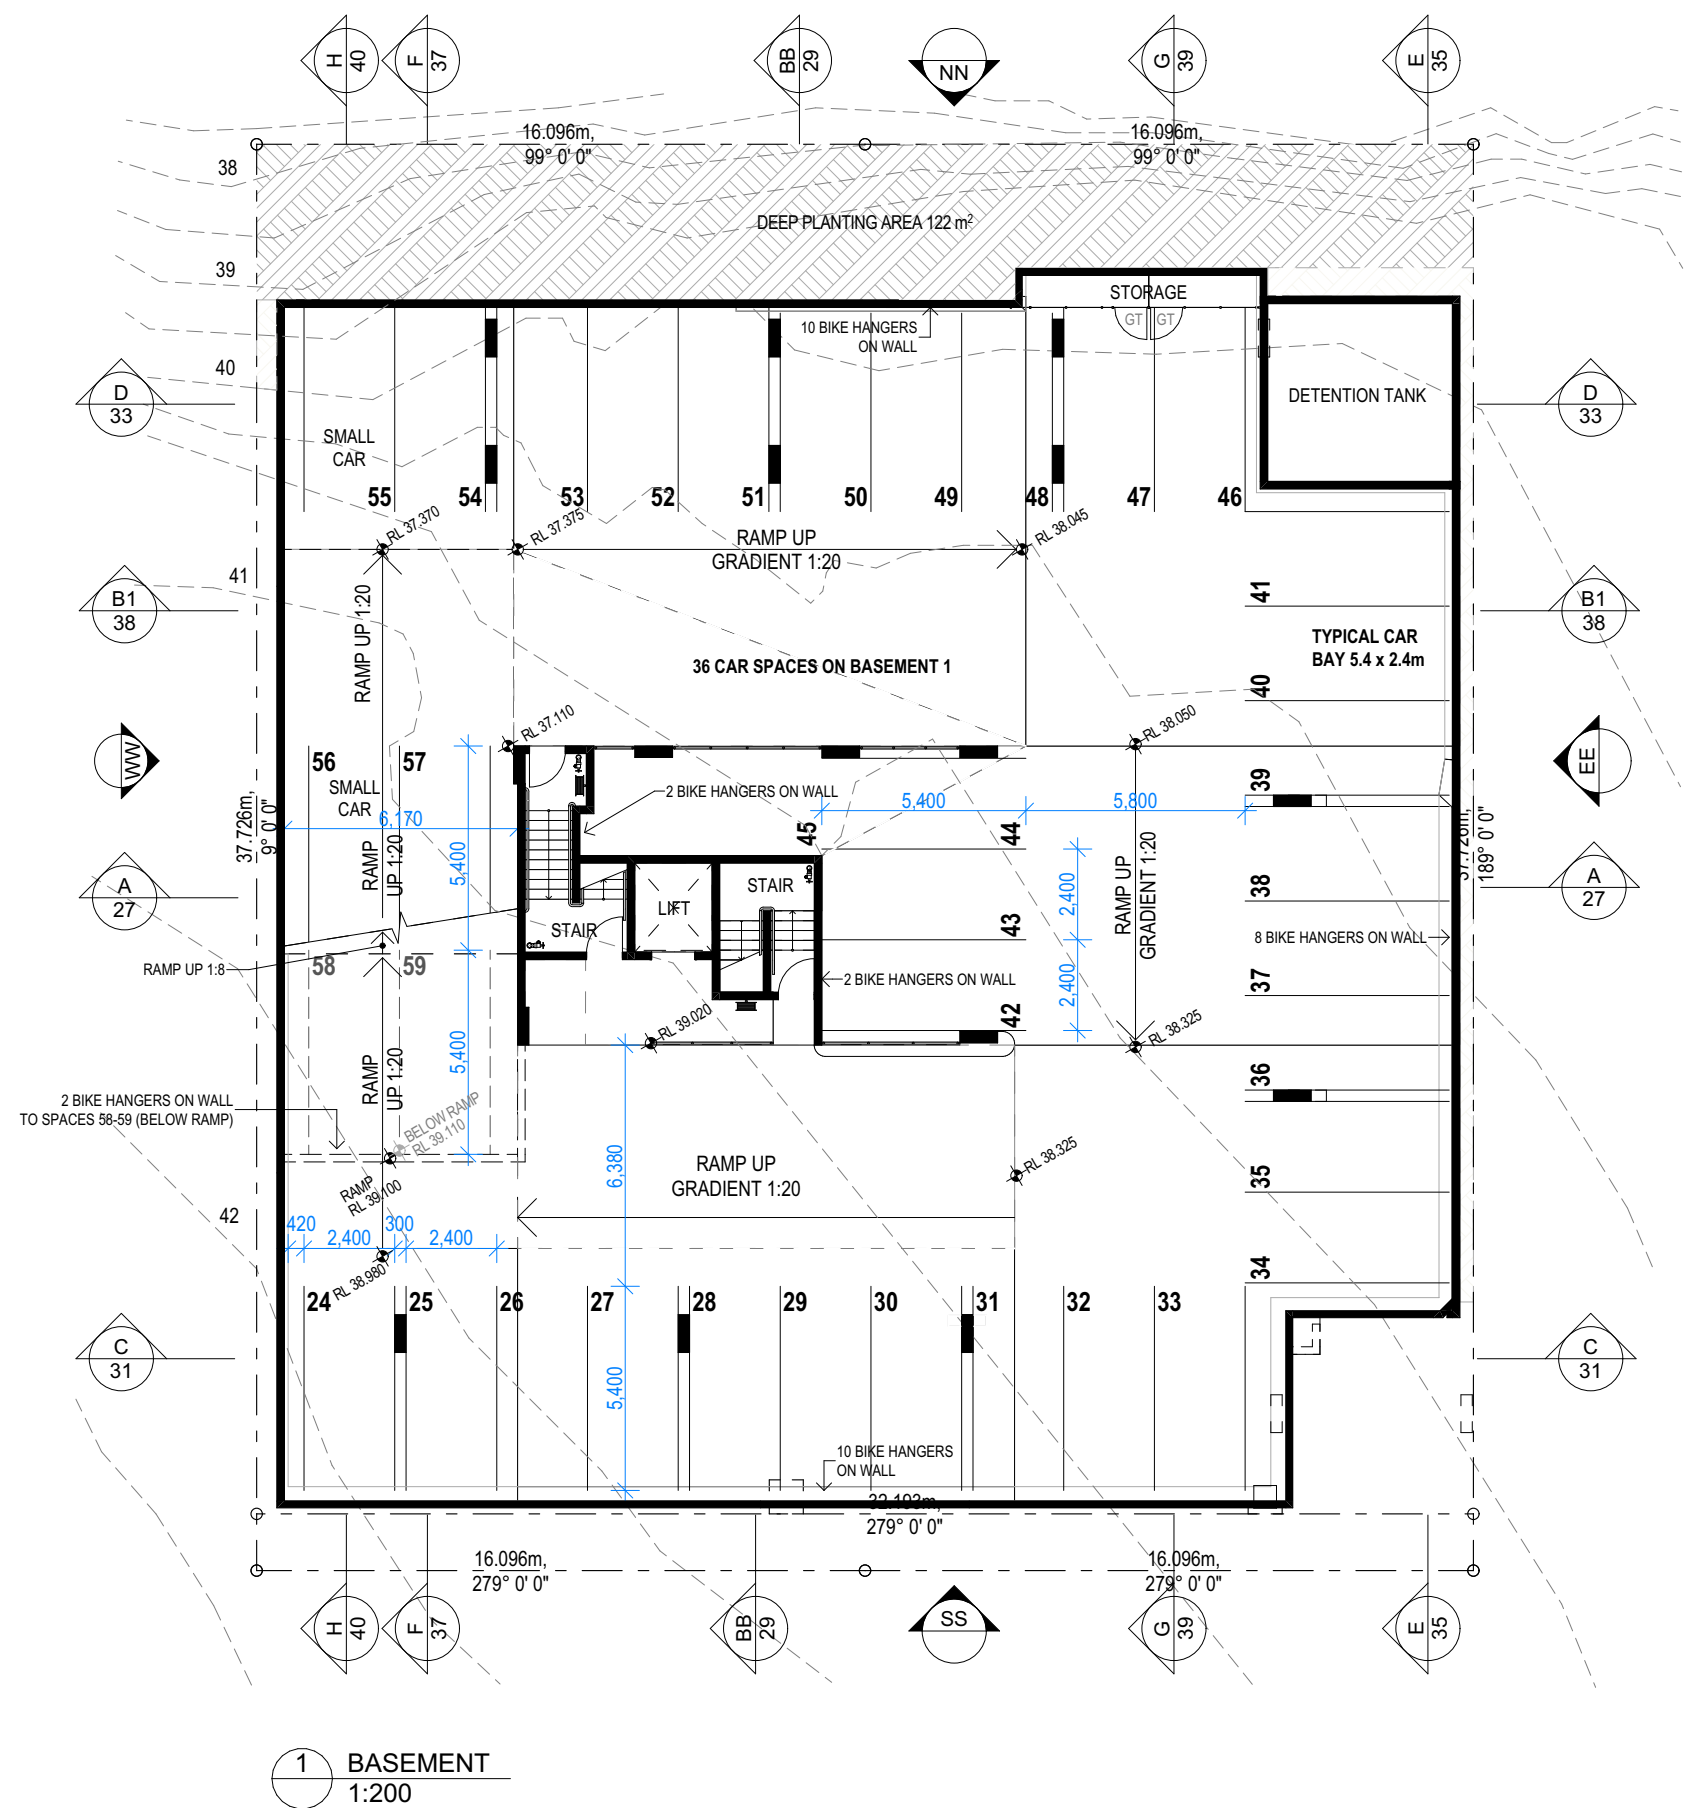 H
40
F
37
BB
29
NN
G
39
E
35
16.096m,
99° 0' 0"
16.096m,
99° 0' 0"
38
DEEP PLANTING AREA 122 m²
39
STORAGE
GT
GT
10 BIKE HANGERS
ON WALL
40
D
33
DETENTION TANK
D
33
SMALL
CAR
55
54
53
52
51
50
49
48
47
46
RL 37.370
RL 37.375
RL 38.045
RAMP UP
GRADIENT 1:20
41
B1
38
RAMP UP 1:20
41
B1
38
TYPICAL CAR
BAY 5.4 x 2.4m
36 CAR SPACES ON BASEMENT 1
40
RL 37.110
RL 38.050
WW
56
57
SMALL
CAR
2 BIKE HANGERS ON WALL
5,400
5,800
39
EE
37.726m,
9° 0' 0"
6,170
45
44
37.726m,
189° 0' 0"
RAMP
UP 1:20
5,400
RAMP UP
GRADIENT 1:20
A
27
STAIR
LIFT
STAIR
2,400
38
A
27
43
8 BIKE HANGERS ON WALL
RAMP UP 1:8
58
59
2 BIKE HANGERS ON WALL
2,400
37
42
RL 39.020
RL 38.325
RAMP
UP 1:20
5,400
36
2 BIKE HANGERS ON WALL
TO SPACES 58-59 (BELOW RAMP)
BELOW RAMP
RL 39.110
6,380
RAMP UP
GRADIENT 1:20
RL 38.325
35
RAMP
RL 39.100
42
420
2,400
300
2,400
34
RL 38.980
24
25
26
27
28
29
30
31
32
33
C
31
5,400
C
31
10 BIKE HANGERS
ON WALL
32.193m,
279° 0' 0"
16.096m,
279° 0' 0"
16.096m,
279° 0' 0"
H
40
F
37
BB
29
SS
G
39
E
35
1
BASEMENT
1:200